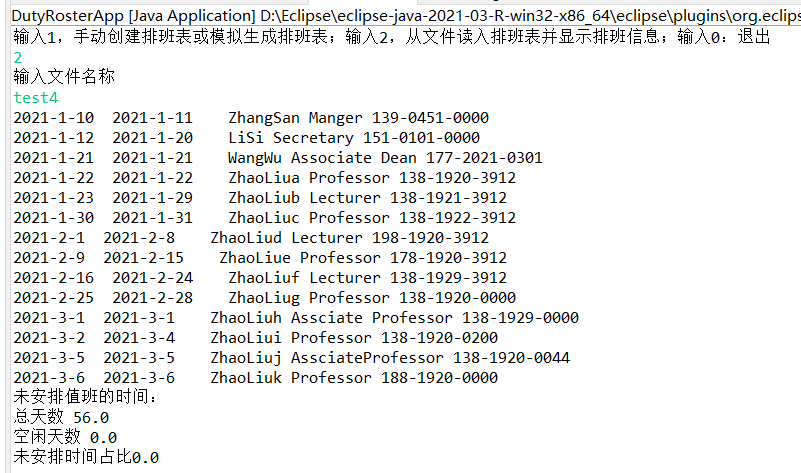 DutyRosterApp [Java Application] D:\Eclipse\eclipse-java-2021-03-R-win32-x86_64\eclipse\plugins\org.eclips
输入1，手动创建排班表或模拟生成排班表；输入2，从文件读入排班表并显示排班信息；输入0：退出
2
输入文件名称
test4
2021-1-10  2021-1-11    ZhangSan Manger 139-0451-0000
2021-1-12  2021-1-20    LiSi Secretary 151-0101-0000
2021-1-21  2021-1-21    WangWu Associate Dean 177-2021-0301
2021-1-22  2021-1-22    ZhaoLiua Professor 138-1920-3912
2021-1-23  2021-1-29    ZhaoLiub Lecturer 138-1921-3912
2021-1-30  2021-1-31    ZhaoLiuc Professor 138-1922-3912
2021-2-1  2021-2-8    ZhaoLiud Lecturer 198-1920-3912
2021-2-9  2021-2-15    ZhaoLiue Professor 178-1920-3912
2021-2-16  2021-2-24    ZhaoLiuf Lecturer 138-1929-3912
2021-2-25  2021-2-28    ZhaoLiug Professor 138-1920-0000
2021-3-1  2021-3-1    ZhaoLiuh Assciate Professor 138-1929-0000
2021-3-2  2021-3-4    ZhaoLiui Professor 138-1920-0200
2021-3-5  2021-3-5    ZhaoLiuj AssciateProfessor 138-1920-0044
2021-3-6  2021-3-6    ZhaoLiuk Professor 188-1920-0000
未安排值班的时间：
总天数 56.0
空闲天数 0.0
未安排时间占比0.0